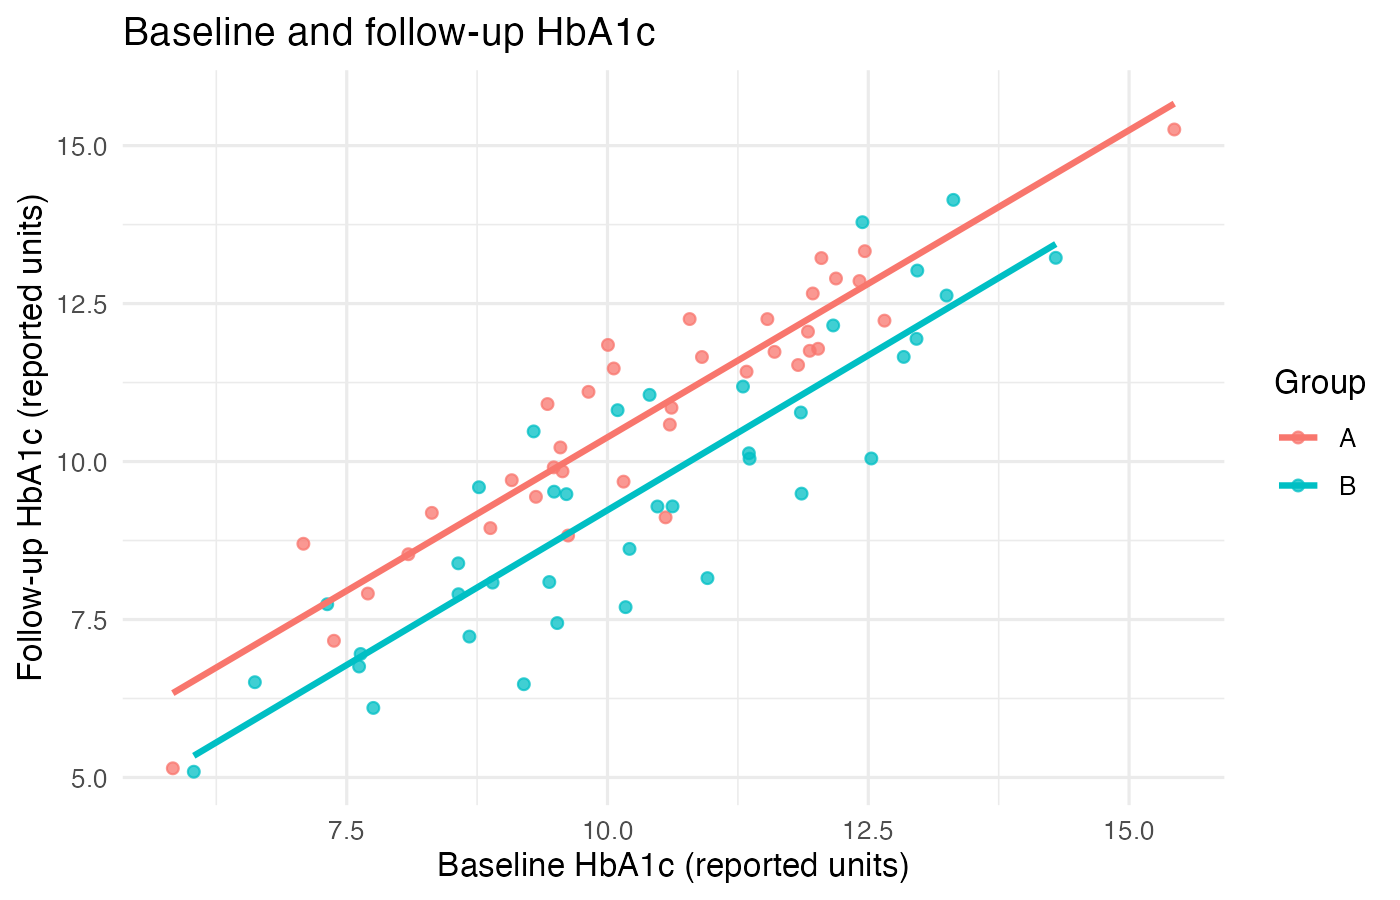 Baseline and follow-up HbA1c
Follow-up HbA1c (reported units)
15.0
12.5
10.0
7.5
5.0
7.5 10.0 12.5 15.0
Baseline HbA1c (reported units)
Group
A
B